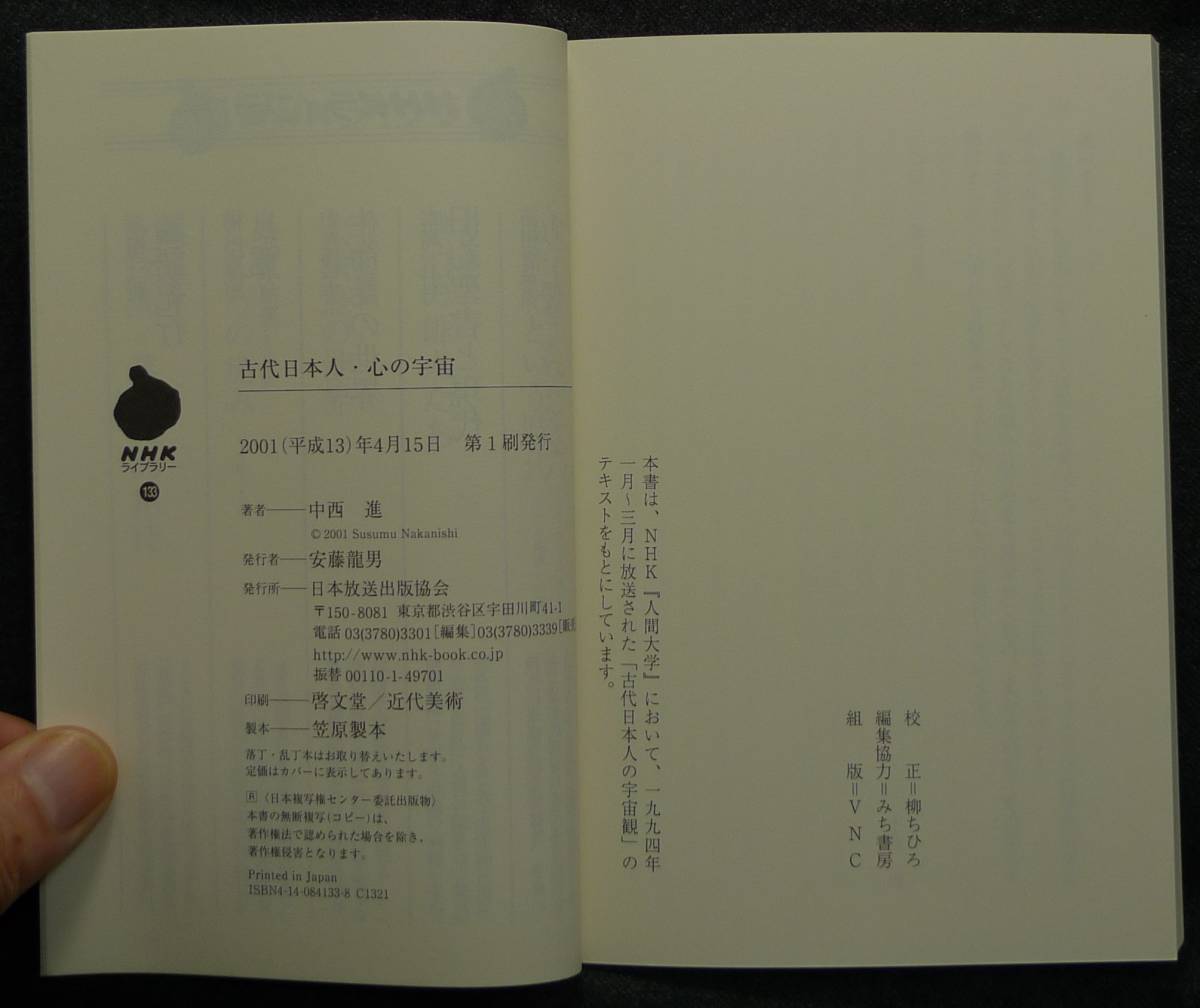 本書は、NHK『人間大学』において、一九九四年
一月～三月に放送された「古代日本人の宇宙観」の
テキストをもとにしています。
校　正＝柳ちひろ
編集協力＝みち書房
組　版＝VNC
古代日本人・心の宇宙
2001（平成13）年4月15日　第1刷発行
著者――中西　進
© 2001 Susumu Nakanishi
発行者――安藤龍男
発行所――日本放送出版協会
〒150-8081 東京都渋谷区宇田川町41-1
電話 03(3780)3301［編集］03(3780)3339［販
http://www.nhk-book.co.jp
振替 00110-1-49701
印刷――啓文堂／近代美術
製本――笠原製本
落丁・乱丁本はお取り替えいたします。
定価はカバーに表示してあります。
R〈日本複写権センター委託出版物〉
本書の無断複写（コピー）は、
著作権法で認められた場合を除き、
著作権侵害となります。
Printed in Japan
ISBN4-14-084133-8 C1321
NHK
ライブラリー
133